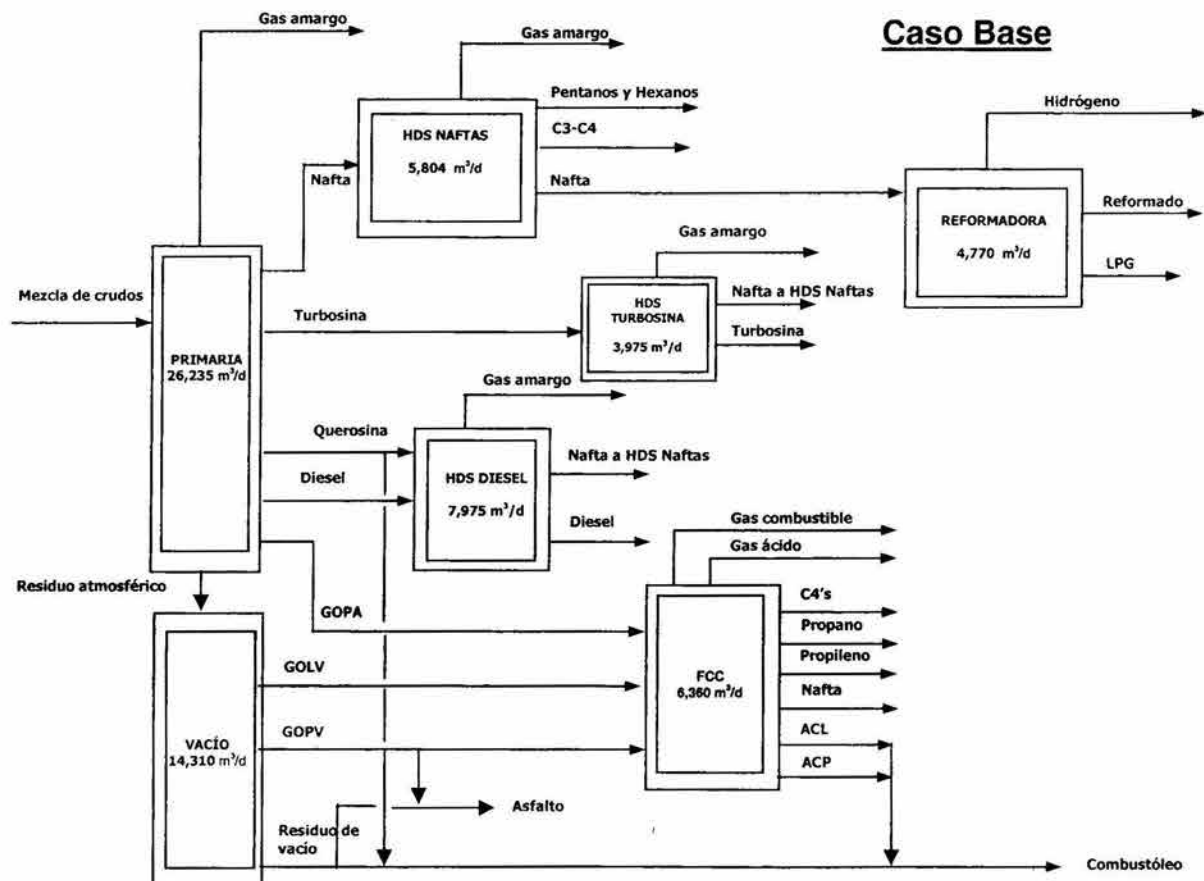 Gas amargo
Caso Base
Gas amargo
Pentanos y Hexanos
C3-C4
HDS NAFTAS
5,804 m³/d
Nafta
Nafta
Hidrógeno
REFORMADORA
4,770 m³/d
Reformado
LPG
Mezcla de crudos
PRIMARIA
26,235 m³/d
Gas amargo
Turbosina
HDS
TURBOSINA
3,975 m³/d
Nafta a HDS Naftas
Turbosina
Gas amargo
Querosina
Diesel
HDS DIESEL
7,975 m³/d
Nafta a HDS Naftas
Diesel
Gas combustible
Gas ácido
Residuo atmosférico
GOPA
GOLV
GOPV
VACÍO
14,310 m³/d
FCC
6,360 m³/d
C4's
Propano
Propileno
Nafta
ACL
ACP
Asfalto
Residuo de
vacío
Combustóleo